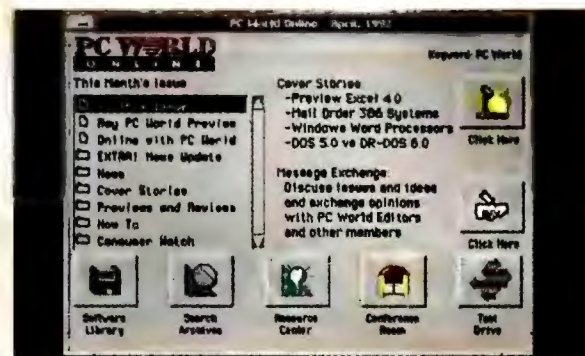 PC World Online April, 1992
PC WORLD
ONLINE
Keyword: PC World
This Month's Issue
May PC World Preview
Online with PC World
EXTRA! News Update
News
Cover Stories
Previews and Reviews
How To
Consumer Watch
Cover Stories
-Preview Excel 4.0
-Mail Order 386 Systems
-Windows Word Processors
-DOS 5.0 vs DR-DOS 6.0
Message Exchange:
Discuss issues and ideas
and exchange opinions
with PC World Editors
and other members
Click Here
Click Here
Software
Library
Search
Archives
Resource
Center
Conference
Room
Test
Drive